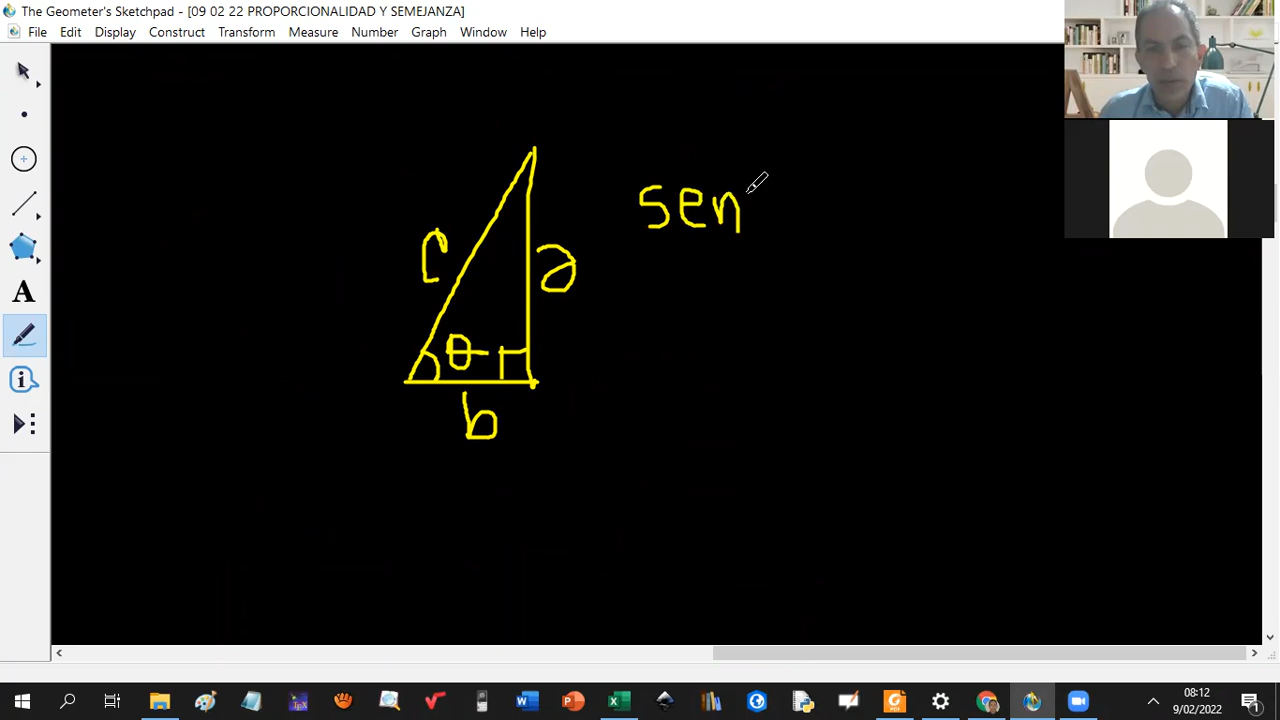 The Geometer's Sketchpad - [09 02 22 PROPORCIONALIDAD Y SEMEJANZA]
File Edit Display Construct Transform Measure Number Graph Window Help
sen
c
a
θ
b
A
08:12
9/02/2022